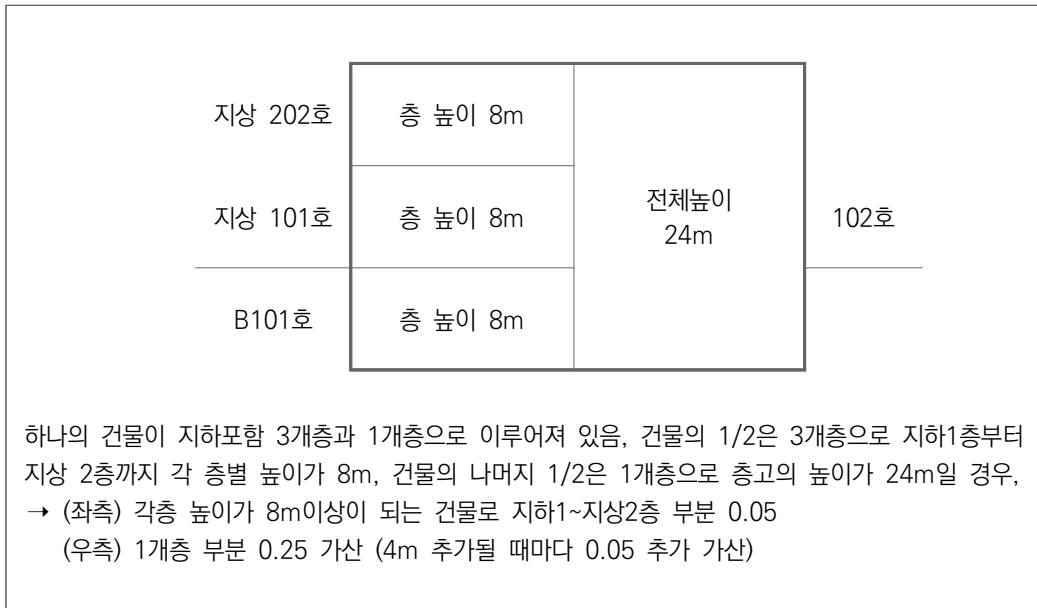 지상 202호 층 높이 8m
전체높이
24m
지상 101호 층 높이 8m 102호
B101호 층 높이 8m
하나의 건물이 지하포함 3개층과 1개층으로 이루어져 있음, 건물의 1/2은 3개층으로 지하1층부터
지상 2층까지 각 층별 높이가 8m, 건물의 나머지 1/2은 1개층으로 층고의 높이가 24m일 경우,
→ (좌측) 각층 높이가 8m이상이 되는 건물로 지하1~지상2층 부분 0.05
(우측) 1개층 부분 0.25 가산 (4m 추가될 때마다 0.05 추가 가산)